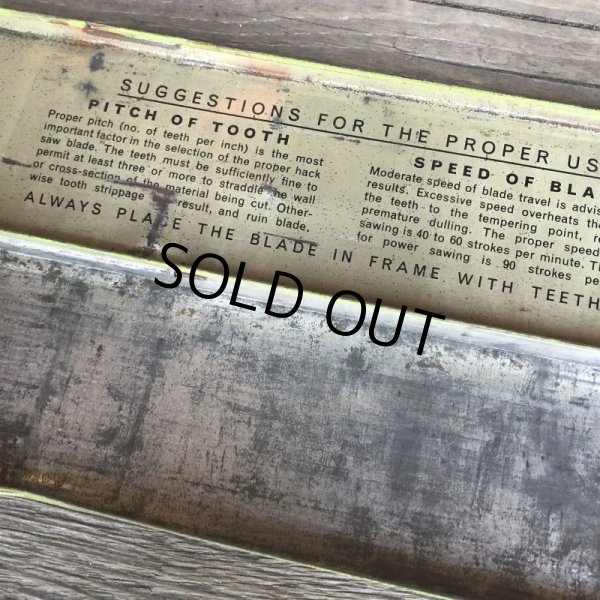 SUGGESTIONS FOR THE PROPER US
PITCH OF TOOTH
Proper pitch (no. of teeth per inch) is the most
important factor in the selection of the proper hack
saw blade. The teeth must be sufficiently fine to
permit at least three or more to straddle the wall
or cross-section of the material being cut. Other-
wise tooth strippage result, and ruin blade.
SPEED OF BLA
Moderate speed of blade travel is advis
results. Excessive speed overheats the
the teeth to the tempering point, re
premature dulling. The proper speed
sawing is 40 to 60 strokes per minute. Th
for power sawing is 90 strokes pe
ALWAYS PLACE THE BLADE IN FRAME WITH TEETH
SOLD OUT